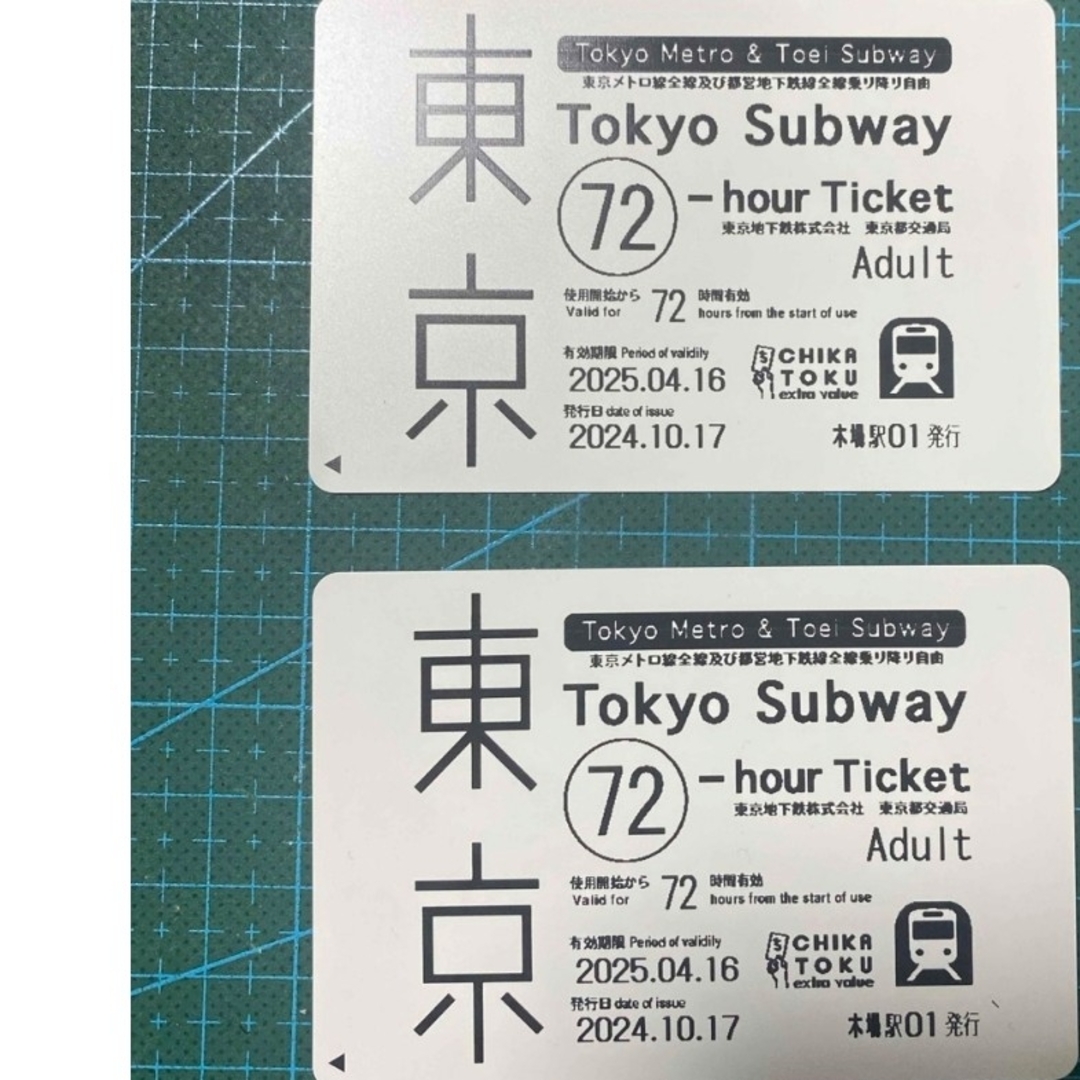 東京
Tokyo Metro & Toei Subway
東京メトロ線全線及び都営地下鉄線全線乗り降り自由
Tokyo Subway
72 -hour Ticket
東京地下鉄株式会社 東京都交通局
Adult
使用開始から 72 時間有効
Valid for hours from the start of use
有効期限 Period of validity
2025.04.16
CHIKA
TOKU
extra value
発行日 date of issue
2024.10.17
木場駅01発行
東京
Tokyo Metro & Toei Subway
東京メトロ線全線及び都営地下鉄線全線乗り降り自由
Tokyo Subway
72 -hour Ticket
東京地下鉄株式会社 東京都交通局
Adult
使用開始から 72 時間有効
Valid for hours from the start of use
有効期限 Period of validity
2025.04.16
CHIKA
TOKU
extra value
発行日 date of issue
2024.10.17
木場駅01発行